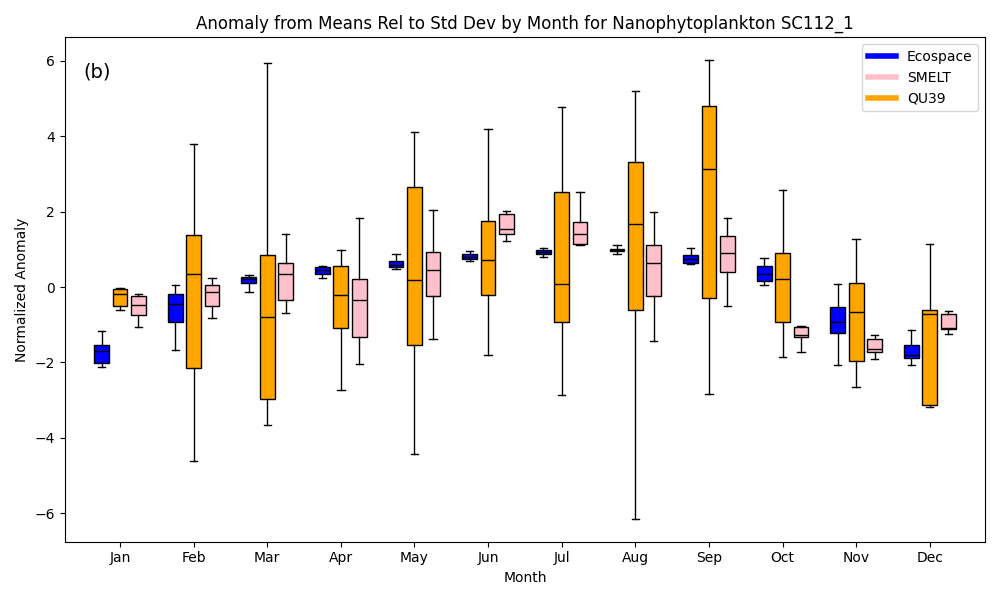 Anomaly from Means Rel to Std Dev by Month for Nanophytoplankton SC112_1
(b)
Ecospace
SMELT
QU39
Normalized Anomaly
6
4
2
0
−2
−4
−6
Jan Feb Mar Apr May Jun Jul Aug Sep Oct Nov Dec
Month